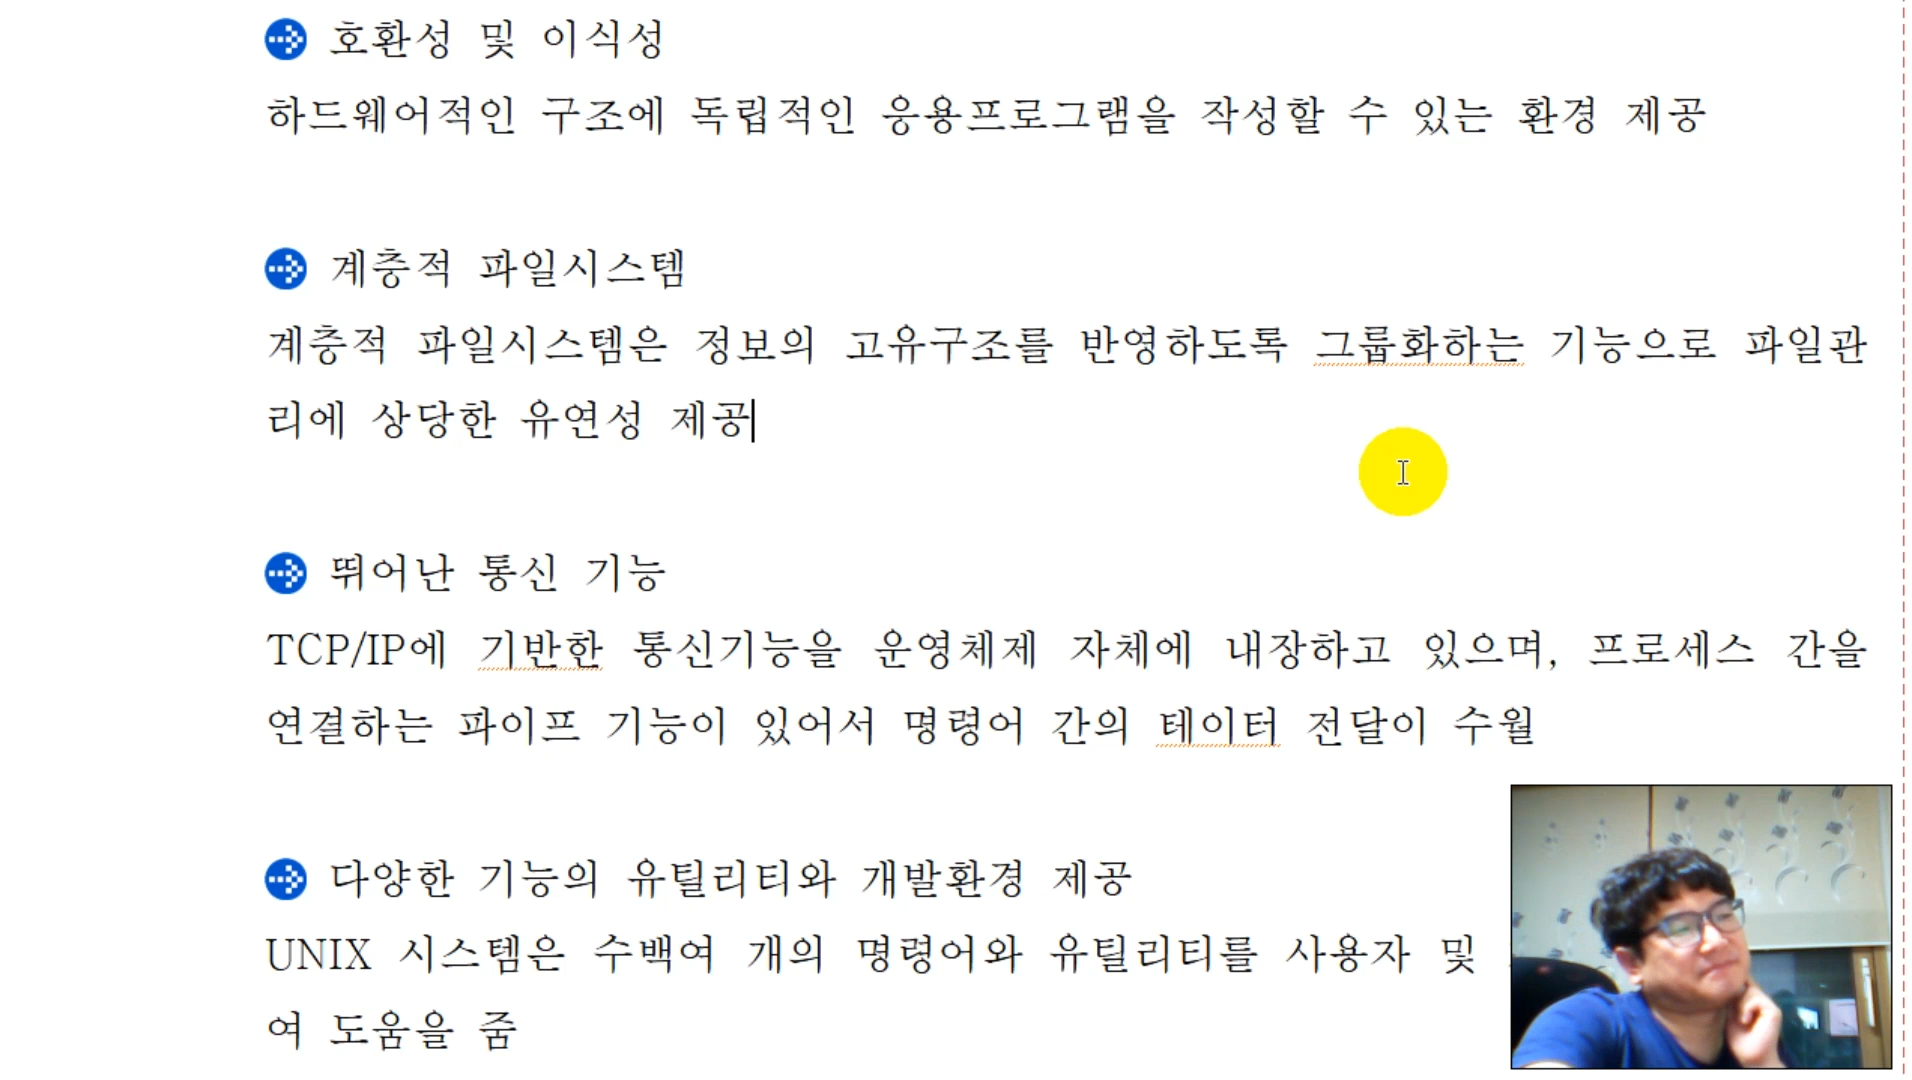 호환성 및 이식성
하드웨어적인 구조에 독립적인 응용프로그램을 작성할 수 있는 환경 제공
계층적 파일시스템
계층적 파일시스템은 정보의 고유구조를 반영하도록 그룹화하는 기능으로 파일관
리에 상당한 유연성 제공
뛰어난 통신 기능
TCP/IP에 기반한 통신기능을 운영체제 자체에 내장하고 있으며, 프로세스 간을
연결하는 파이프 기능이 있어서 명령어 간의 테이터 전달이 수월
다양한 기능의 유틸리티와 개발환경 제공
UNIX 시스템은 수백여 개의 명령어와 유틸리티를 사용자 및
여 도움을 줌